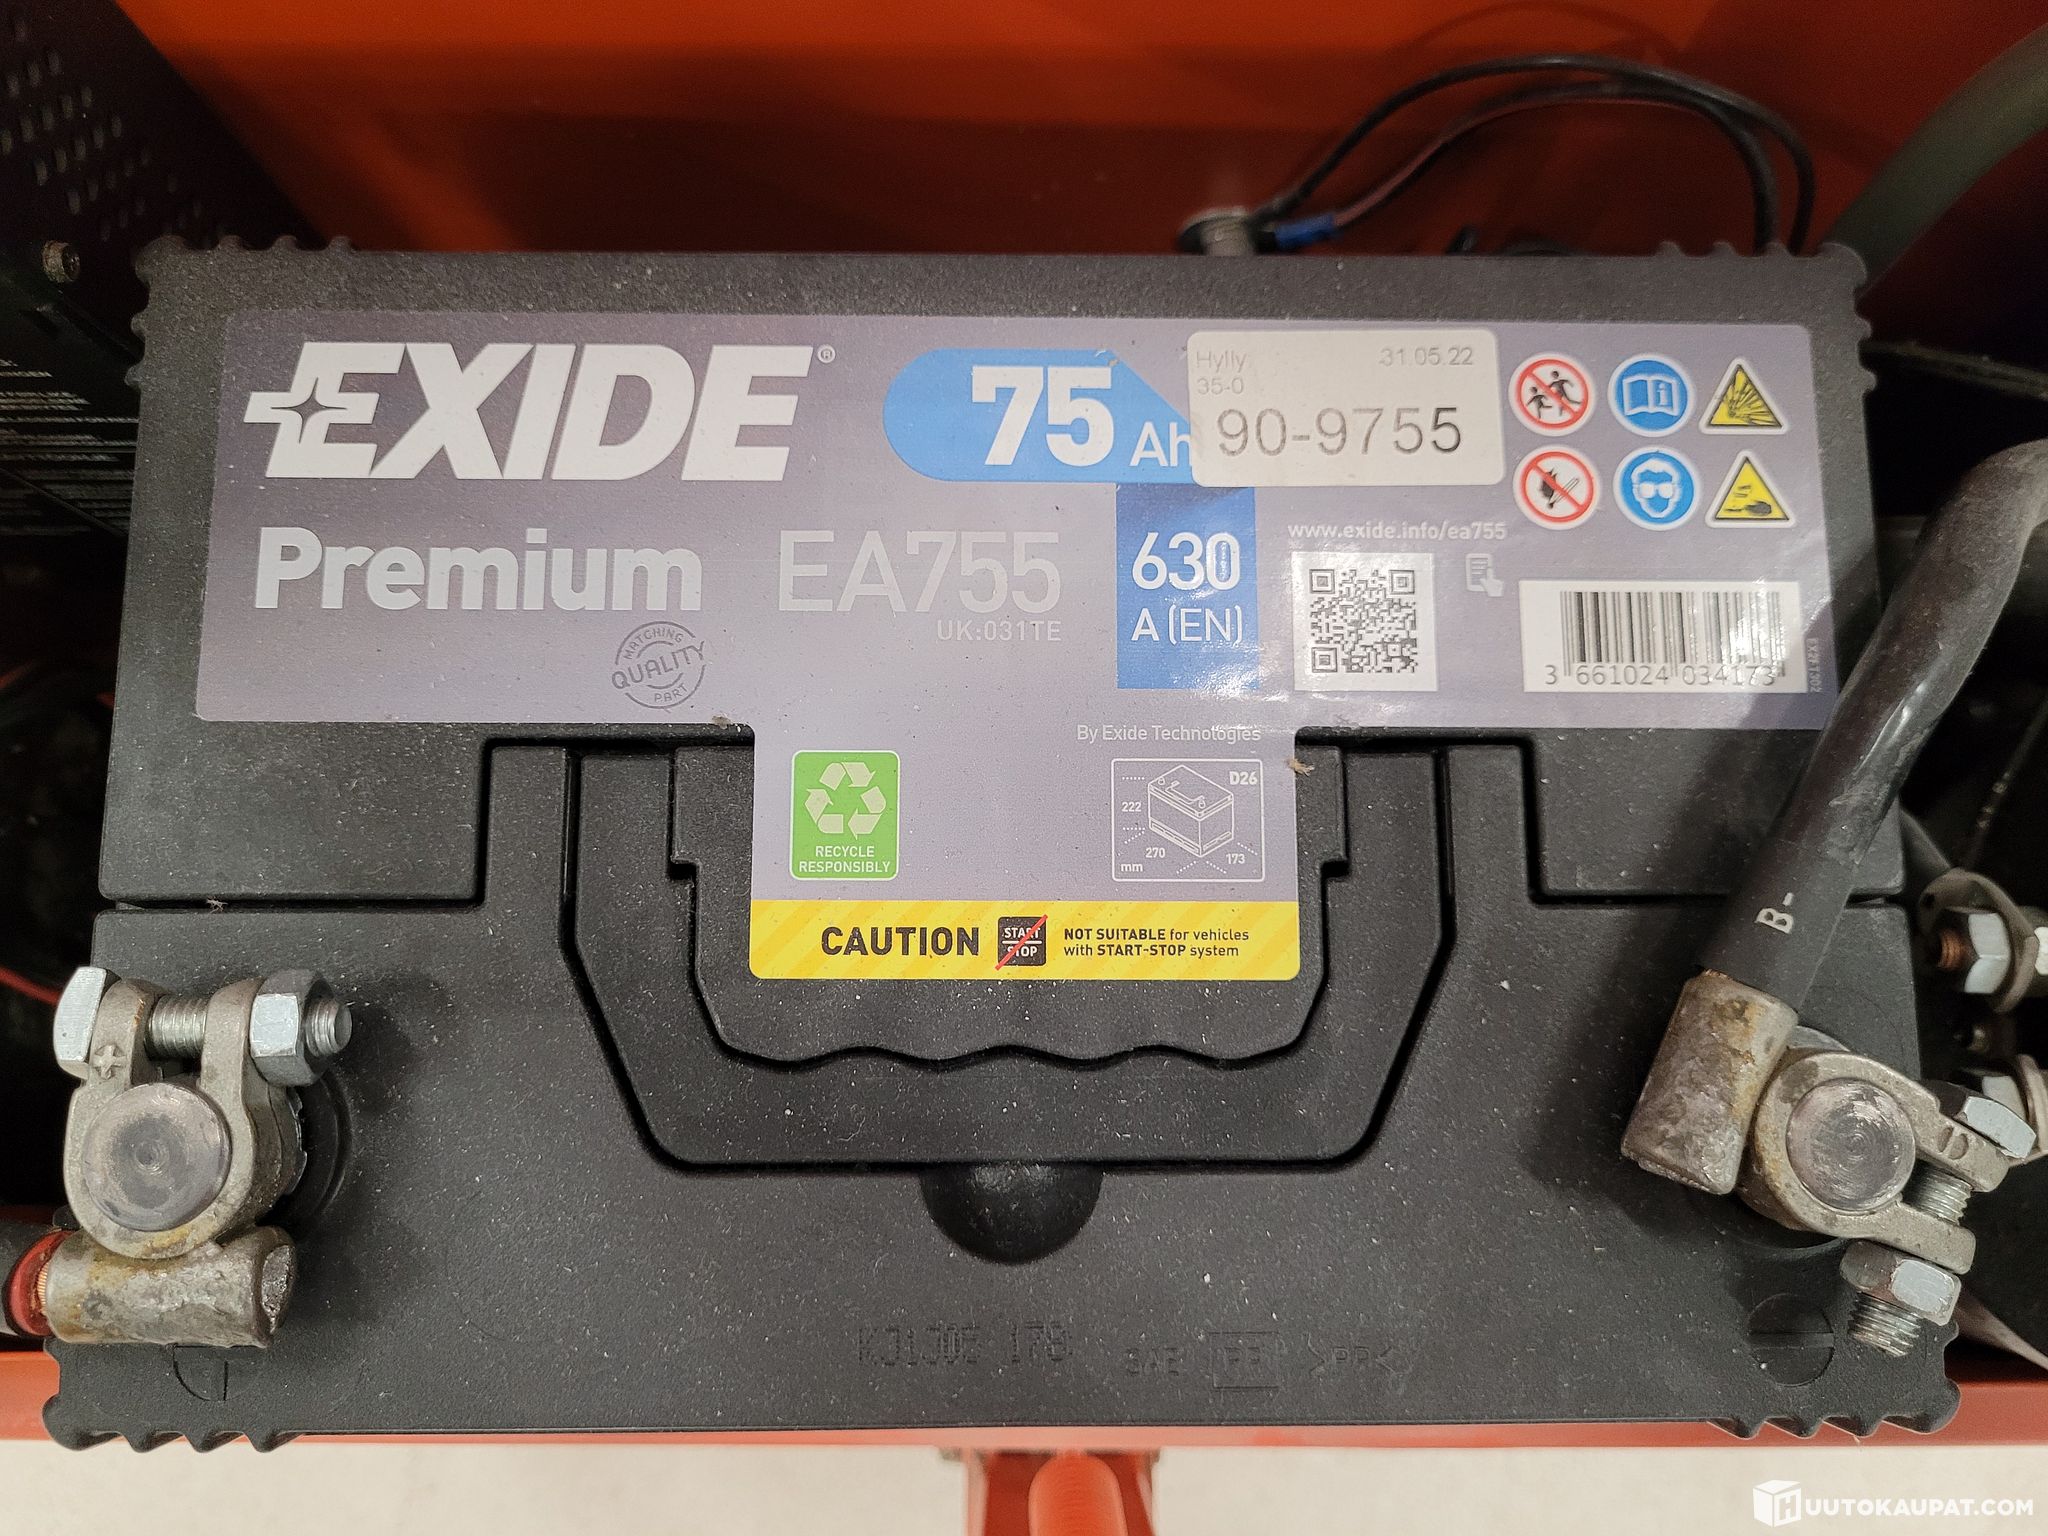 EXIDE®
75 Ah
Hylly 31.05.22
35-0
90-9755
Premium
EA755
UK:031TE
630
A (EN)
www.exide.info/ea755
MATCHING
QUALITY
PART
3 661024 034173
By Exide Technologies
RECYCLE
RESPONSIBLY
D26
222
270
173
mm
CAUTION
START
STOP
NOT SUITABLE for vehicles
with START-STOP system
B-
>PP<
HUUTOKAUPAT.COM